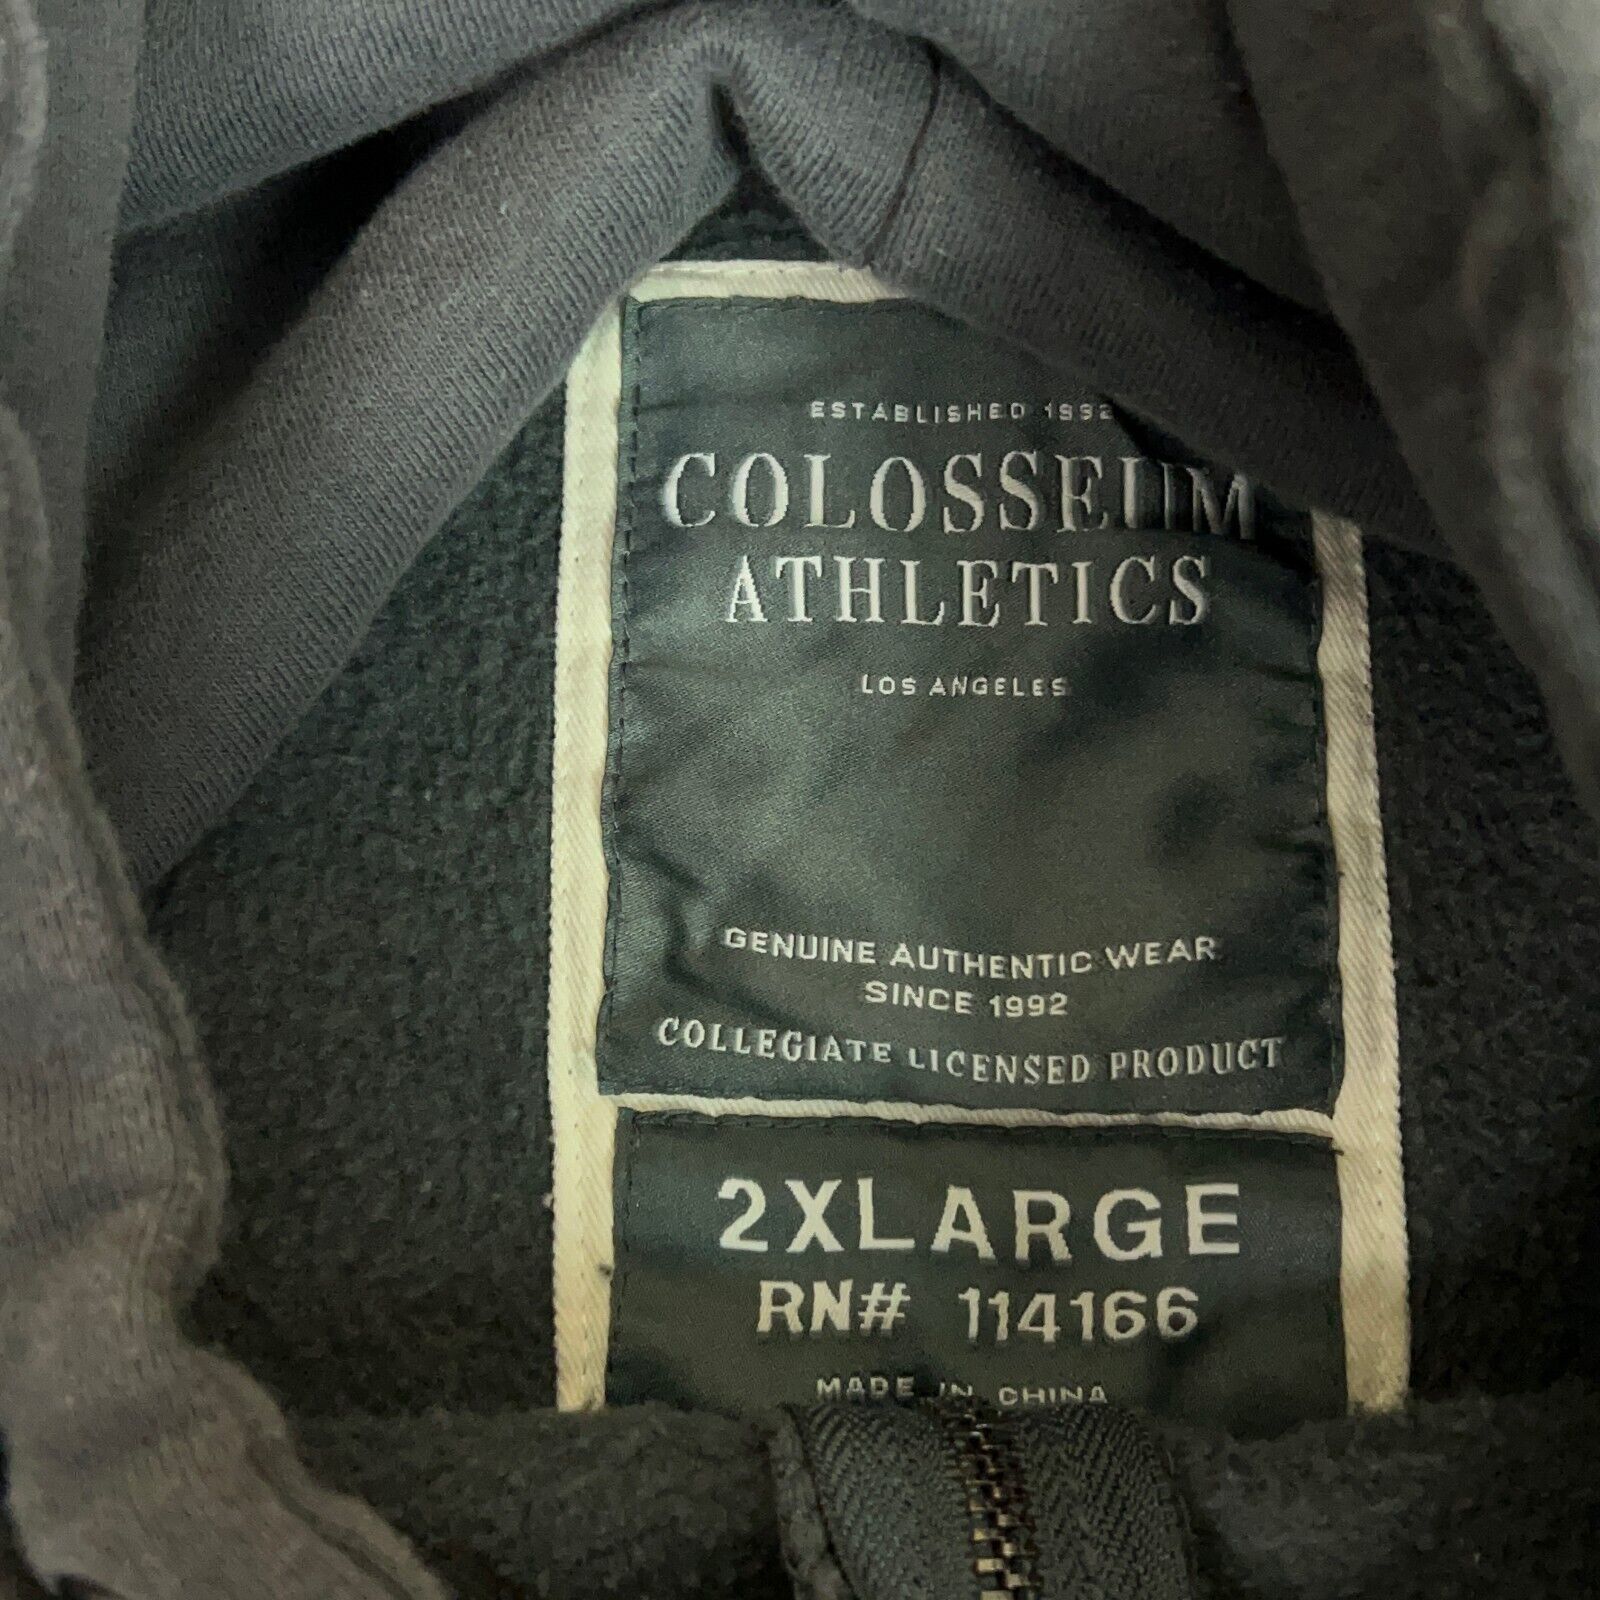 ESTABLISHED 1992
COLOSSEUM
ATHLETICS
LOS ANGELES
GENUINE AUTHENTIC WEAR
SINCE 1992
COLLEGIATE LICENSED PRODUCT
2XLARGE
RN# 114166
MADE IN CHINA